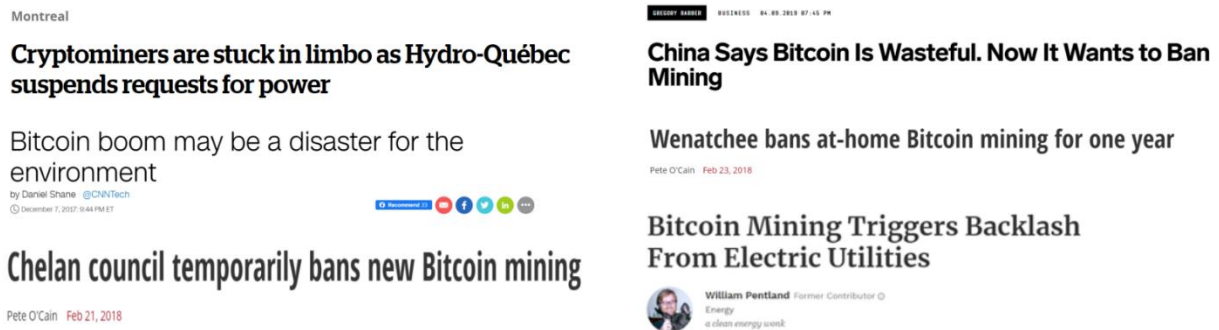 Montreal
Cryptominers are stuck in limbo as Hydro-Québec
suspends requests for power
Bitcoin boom may be a disaster for the
environment
by Daniel Shane @CNNTech
December 7, 2017: 9:44 PM ET
Recommend 23
Chelan council temporarily bans new Bitcoin mining
Pete O'Cain Feb 21, 2018
GREGORY BARBER BUSINESS 04.09.2019 07:45 PM
China Says Bitcoin Is Wasteful. Now It Wants to Ban
Mining
Wenatchee bans at-home Bitcoin mining for one year
Pete O'Cain Feb 23, 2018
Bitcoin Mining Triggers Backlash
From Electric Utilities
William Pentland Former Contributor
Energy
a clean energy wonk